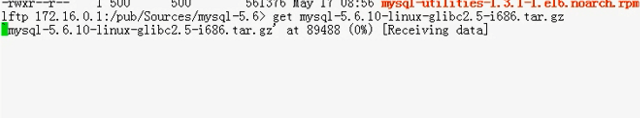 -rwxr--r-- 1 500 500 561376 May 17 08:56 mysql-utilities-1.3.1-1.el6.noarch.rpm
lftp 172.16.0.1:/pub/Sources/mysql-5.6> get mysql-5.6.10-linux-glibc2.5-i686.tar.gz
`mysql-5.6.10-linux-glibc2.5-i686.tar.gz' at 89488 (0%) [Receiving data]